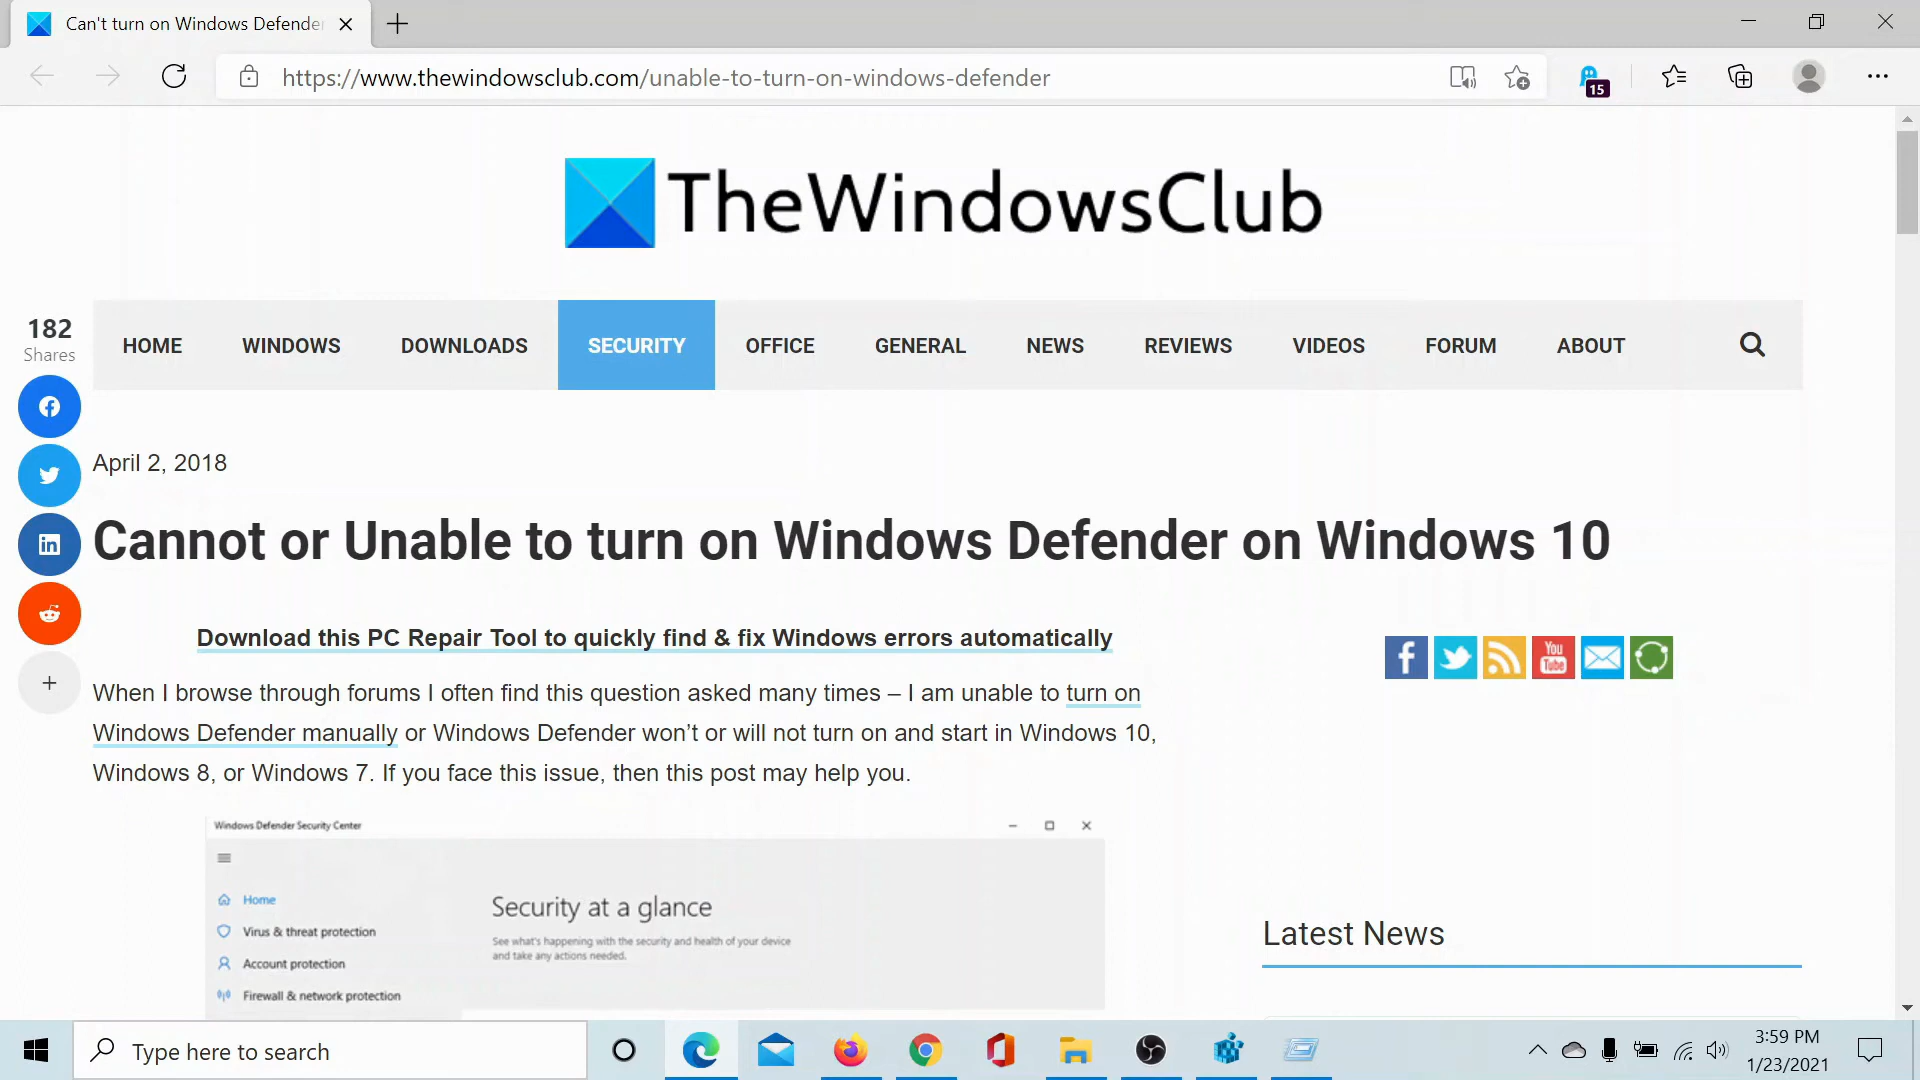 Can't turn on Windows Defender
https://www.thewindowsclub.com/unable-to-turn-on-windows-defender
15
TheWindowsClub
182
Shares
HOME WINDOWS DOWNLOADS SECURITY OFFICE GENERAL NEWS REVIEWS VIDEOS FORUM ABOUT
April 2, 2018
Cannot or Unable to turn on Windows Defender on Windows 10
Download this PC Repair Tool to quickly find & fix Windows errors automatically
When I browse through forums I often find this question asked many times – I am unable to turn on
Windows Defender manually or Windows Defender won’t or will not turn on and start in Windows 10,
Windows 8, or Windows 7. If you face this issue, then this post may help you.
You
Tube
Windows Defender Security Center
Home
Virus & threat protection
Account protection
Firewall & network protection
Security at a glance
See what's happening with the security and health of your device
and take any actions needed.
Latest News
Type here to search
3:59 PM
1/23/2021